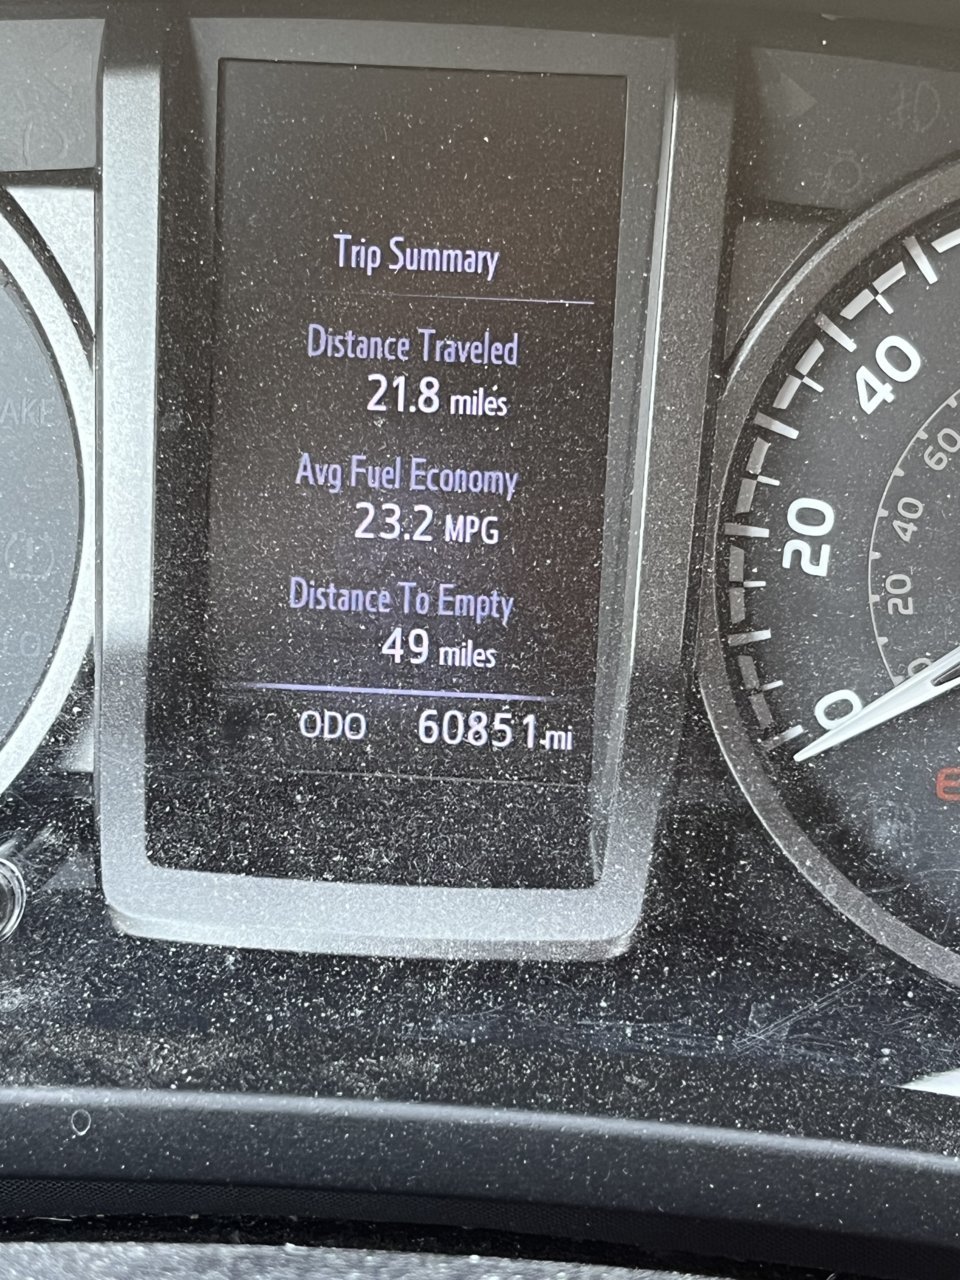 Trip Summary
Distance Traveled
21.8 miles
Avg Fuel Economy
23.2 MPG
Distance To Empty
49 miles
ODO 60851 mi
40
20
0
60
40
20